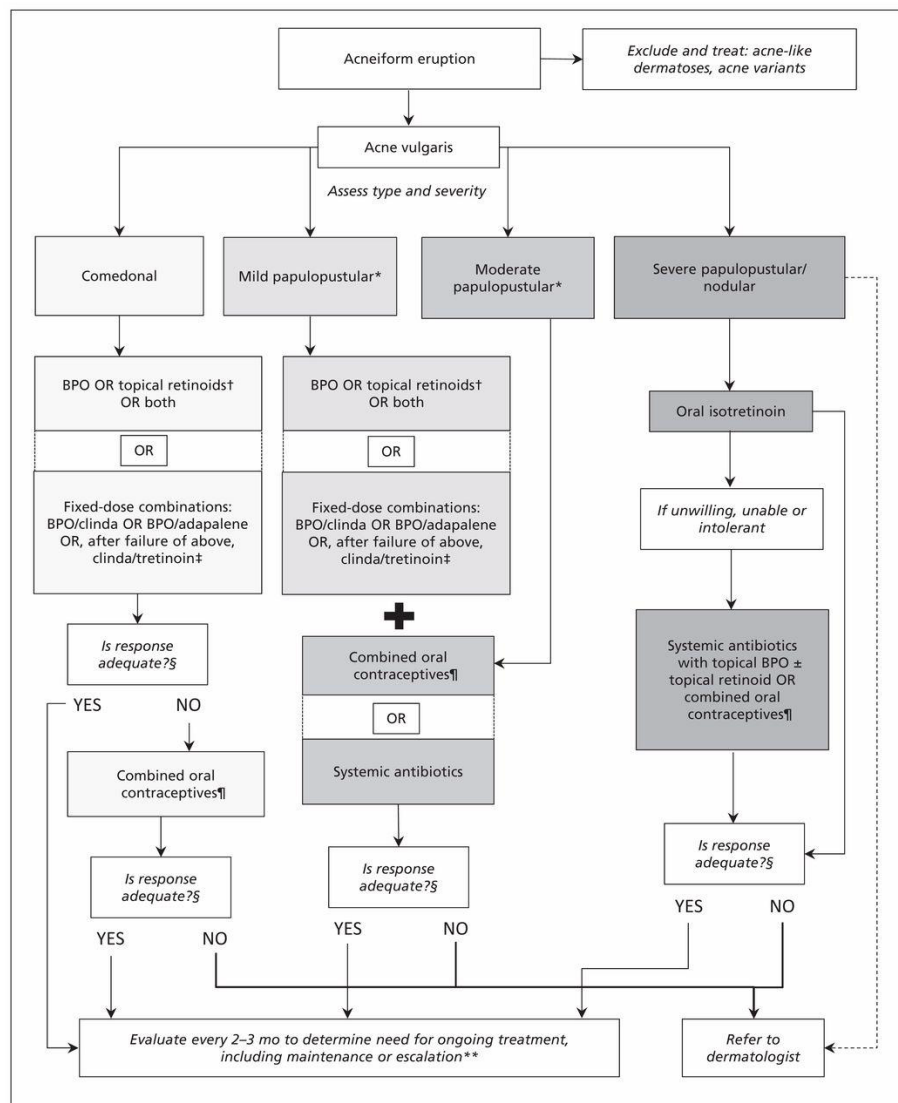 Acneiform eruption
Exclude and treat: acne-like
dermatoses, acne variants
Acne vulgaris
Assess type and severity
Comedonal
Mild papulopustular*
Moderate
papulopustular*
Severe papulopustular/
nodular
BPO OR topical retinoids†
OR both
OR
Fixed-dose combinations:
BPO/clinda OR BPO/adapalene
OR, after failure of above,
clinda/tretinoin‡
BPO OR topical retinoids†
OR both
OR
Fixed-dose combinations:
BPO/clinda OR BPO/adapalene
OR, after failure of above,
clinda/tretinoin‡
Oral isotretinoin
If unwilling, unable or
intolerant
Is response
adequate?§
YES NO
Combined oral
contraceptives¶
Is response
adequate?§
YES NO
Combined oral
contraceptives¶
OR
Systemic antibiotics
Is response
adequate?§
YES NO
Systemic antibiotics
with topical BPO ±
topical retinoid OR
combined oral
contraceptives¶
Is response
adequate?§
YES NO
Evaluate every 2–3 mo to determine need for ongoing treatment,
including maintenance or escalation**
Refer to
dermatologist